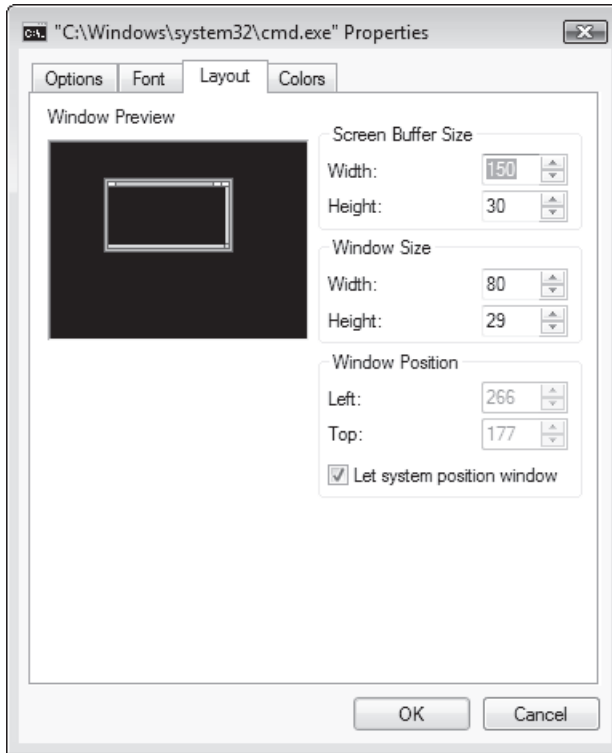 "C:\Windows\system32\cmd.exe" Properties
Options Font Layout Colors
Window Preview
Screen Buffer Size
Width: 150
Height: 30
Window Size
Width: 80
Height: 29
Window Position
Left: 266
Top: 177
Let system position window
OK Cancel